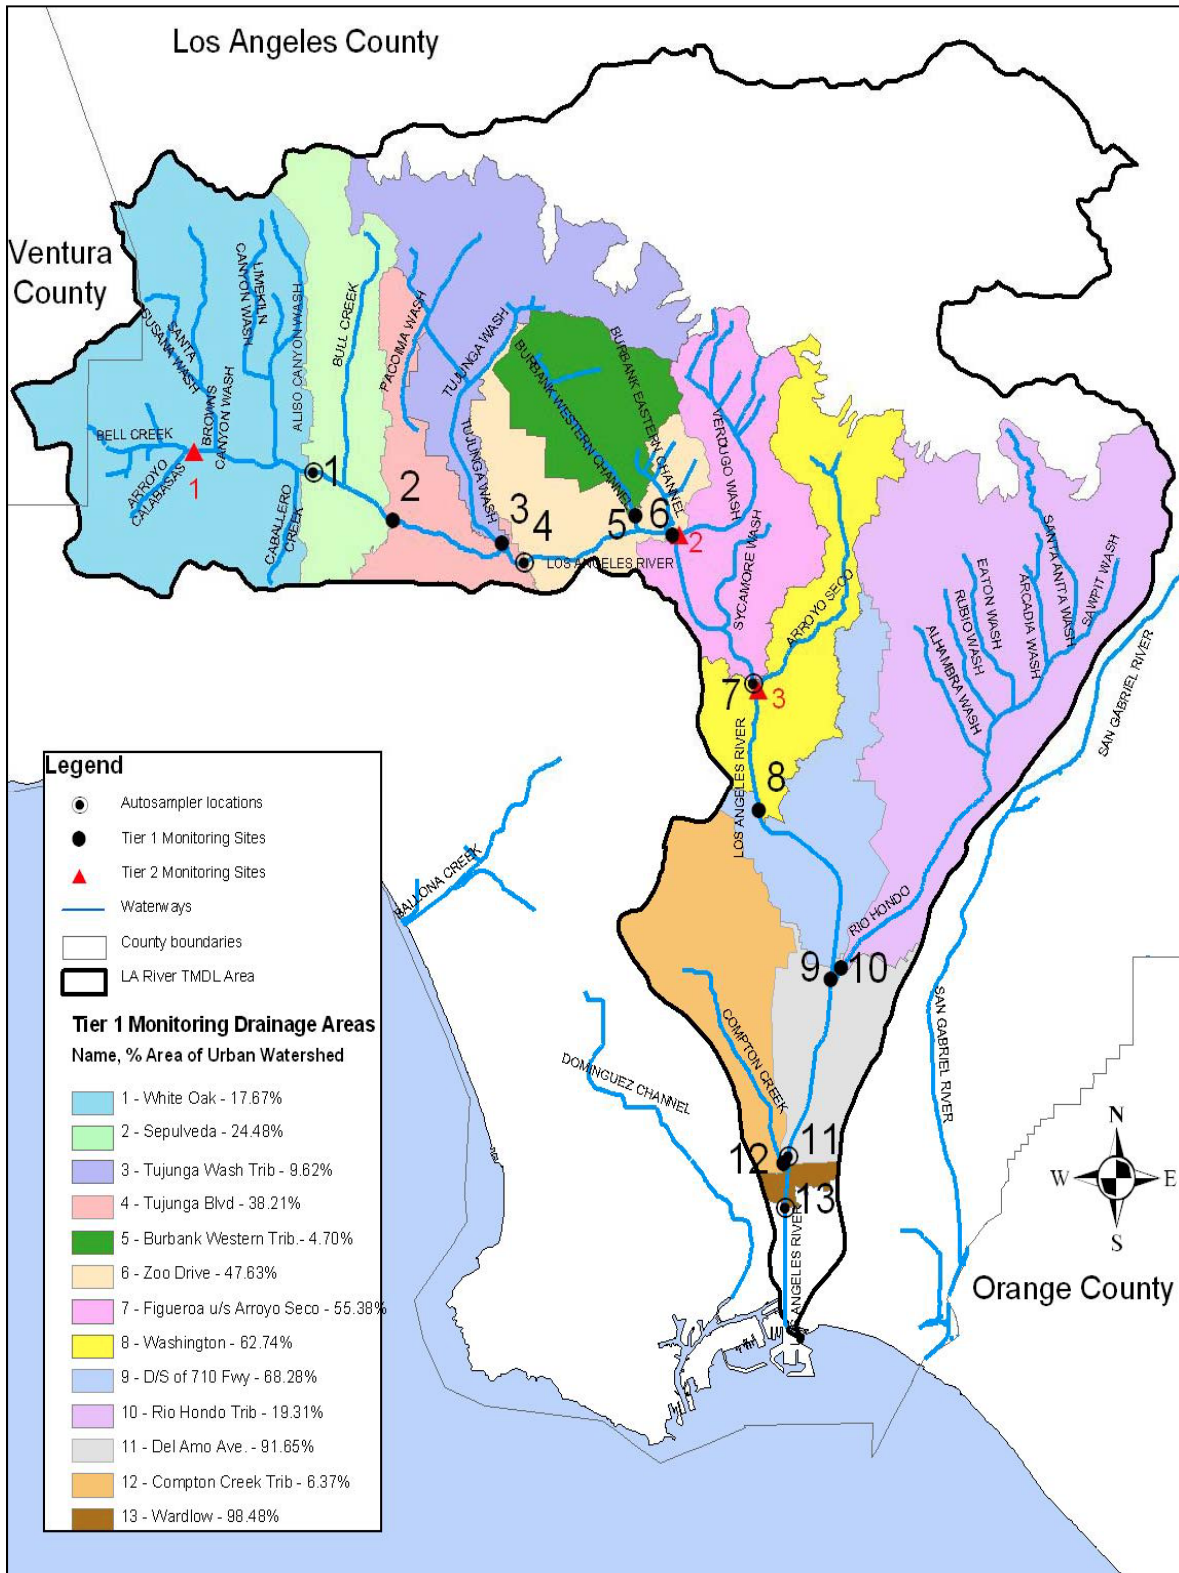 Los Angeles County
Ventura
County
SANTA
SUSANA WASH
BROWNS
CANYON WASH
LIMEKILN
CANYON WASH
ALISO CANYON WASH
BULL CREEK
PACOIMA WASH
TUJUNGA WASH
TUJUNGA WASH
BURBANK WESTERN CHANNEL
BURBANK EASTERN CHANNEL
VERDUGO WASH
BELL CREEK
ARROYO
CALABASAS
CABALLERO
CREEK
1
1
2
3
4
5
6
2
LOS ANGELES RIVER
SYCAMORE WASH
ARROYO SECO
ALHAMBRA WASH
RUBIO WASH
EATON WASH
ARCADIA WASH
SANTA ANITA WASH
SAWPIT WASH
SAN GABRIEL RIVER
7
3
LOS ANGELES RIVER
8
BALLONA CREEK
RIO HONDO
9
10
COMPTON CREEK
DOMINGUEZ CHANNEL
SAN GABRIEL RIVER
11
12
13
ANGELES RIVER
N
W
E
S
Orange County
Legend
Autosampler locations
Tier 1 Monitoring Sites
Tier 2 Monitoring Sites
Waterways
County boundaries
LA River TMDL Area
Tier 1 Monitoring Drainage Areas
Name, % Area of Urban Watershed
1 - White Oak - 17.67%
2 - Sepulveda - 24.48%
3 - Tujunga Wash Trib - 9.62%
4 - Tujunga Blvd - 38.21%
5 - Burbank Western Trib.- 4.70%
6 - Zoo Drive - 47.63%
7 - Figueroa u/s Arroyo Seco - 55.38%
8 - Washington - 62.74%
9 - D/S of 710 Fwy - 68.28%
10 - Rio Hondo Trib - 19.31%
11 - Del Amo Ave. - 91.65%
12 - Compton Creek Trib - 6.37%
13 - Wardlow - 98.48%